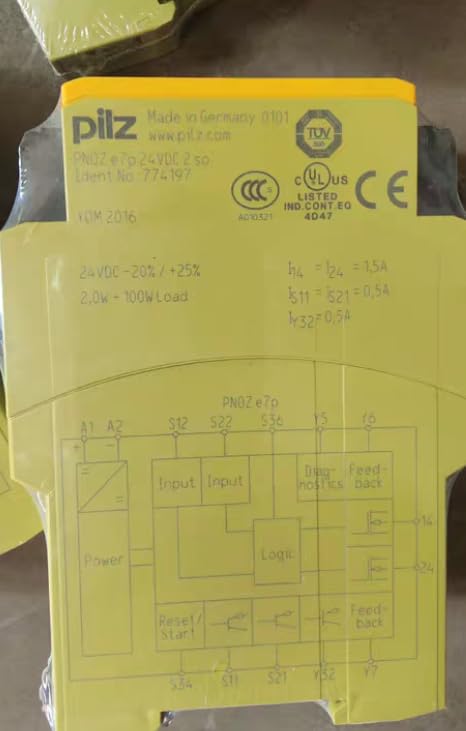 pilz Made in Germany 0101
www.pilz.com
TÜV
PNOZ e7p 24VDC 2 so
Ident No: 774197
CCC
C UL US
LISTED
IND.CONT.EQ
4D47
CE
A010321
YOM 2016
24VDC -20% / +25%
2,0W + 100W Load
I14 = I24 = 1,5A
IS11 = IS21 = 0,5A
IY32 = 0,5A
PNOZ e7p
A1 A2 S12 S22 S36 Y5 Y6
+ -
Input Input
Diag-
nostics
Feed-
back
14
Power
Logic
24
Reset/
Start
Feed-
back
S34 S11 S21 Y32 Y7